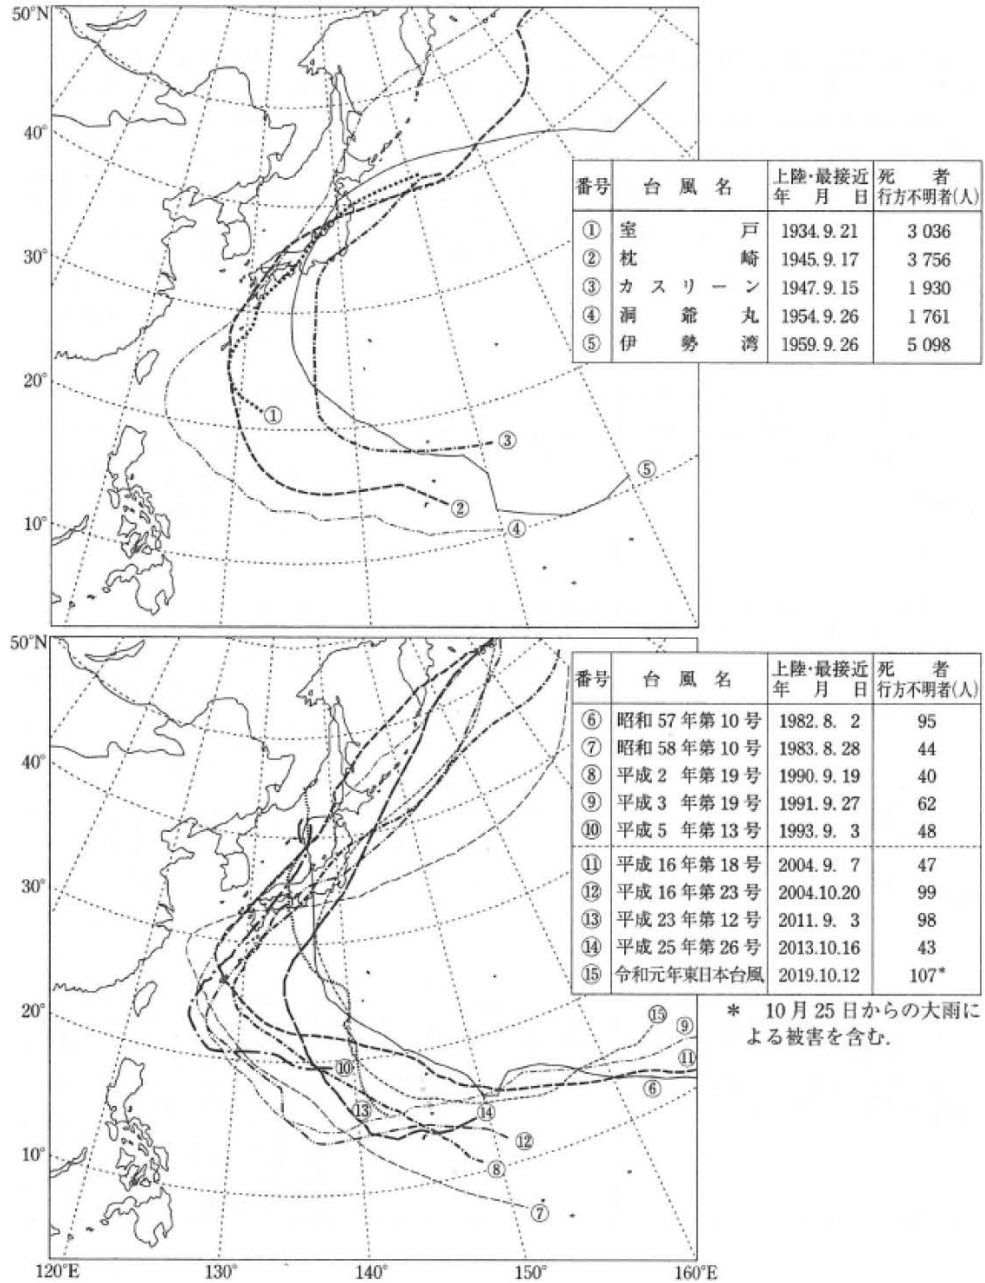 50°N
40°
30°
20°
10°
①
②
③
④
⑤
番号 台風名 上陸・最接近年月日 死者行方不明者(人)
① 室戸 1934.9.21 3 036
② 枕崎 1945.9.17 3 756
③ カスリーン 1947.9.15 1 930
④ 洞爺丸 1954.9.26 1 761
⑤ 伊勢湾 1959.9.26 5 098
50°N
40°
30°
20°
10°
120°E
130°
140°
150°
160°E
⑮
⑨
⑪
⑥
⑩
⑬
⑭
⑫
⑧
⑦
番号 台風名 上陸・最接近年月日 死者行方不明者(人)
⑥ 昭和57年第10号 1982.8. 2 95
⑦ 昭和58年第10号 1983.8.28 44
⑧ 平成2年第19号 1990.9.19 40
⑨ 平成3年第19号 1991.9.27 62
⑩ 平成5年第13号 1993.9. 3 48
⑪ 平成16年第18号 2004.9. 7 47
⑫ 平成16年第23号 2004.10.20 99
⑬ 平成23年第12号 2011.9. 3 98
⑭ 平成25年第26号 2013.10.16 43
⑮ 令和元年東日本台風 2019.10.12 107*
* 10月25日からの大雨に
よる被害を含む.